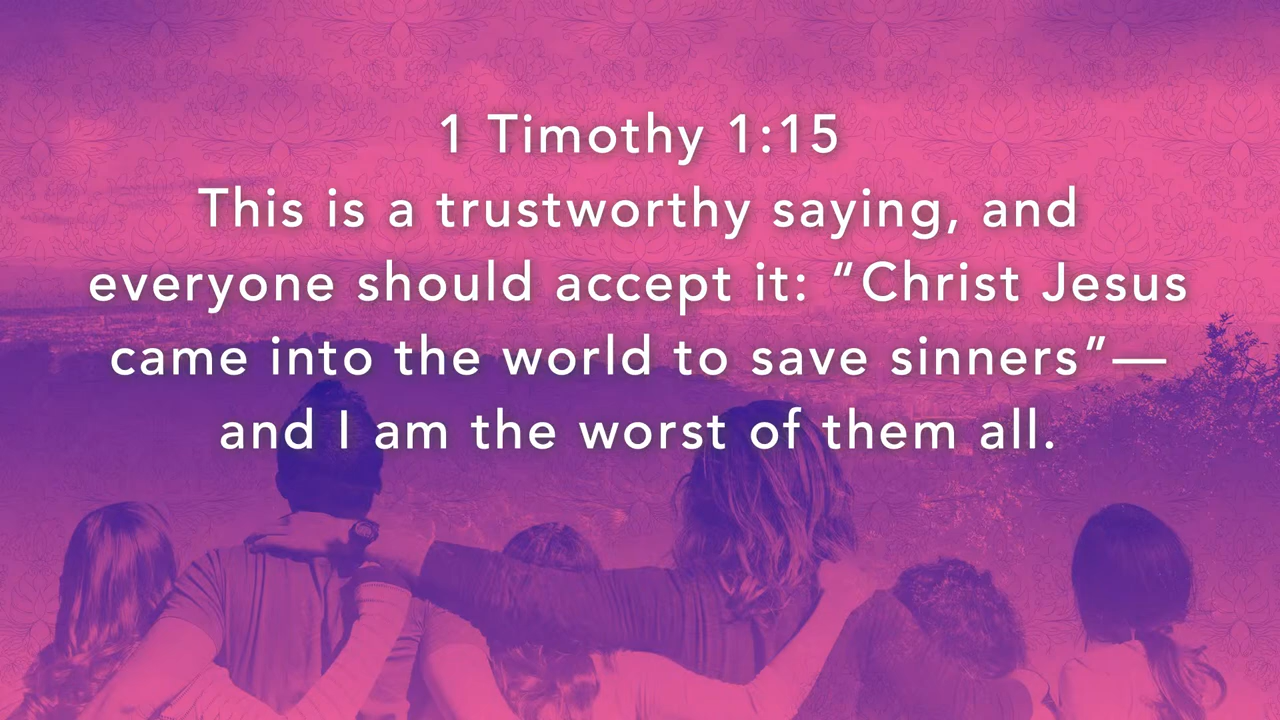 1 Timothy 1:15
This is a trustworthy saying, and
everyone should accept it: “Christ Jesus
came into the world to save sinners”—
and I am the worst of them all.